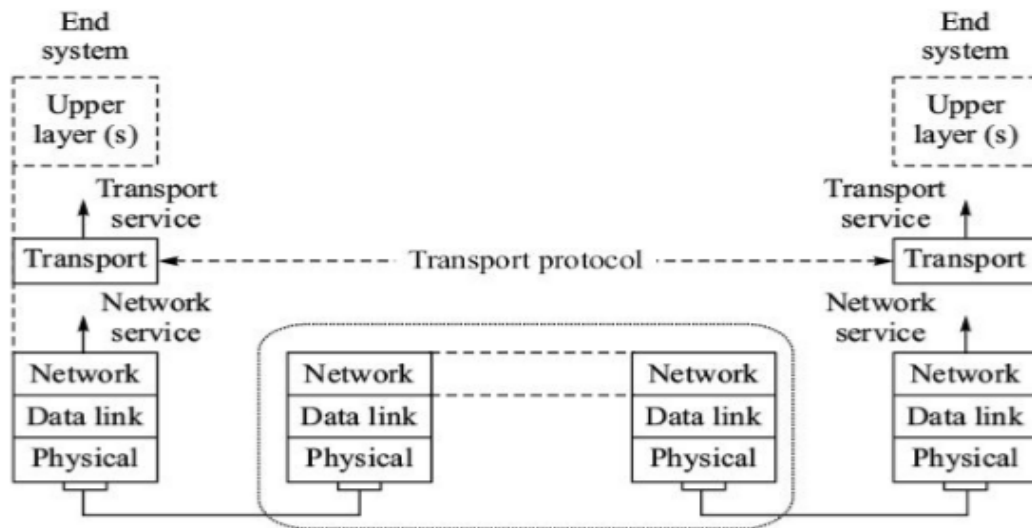 End
system
Upper
layer (s)
Transport
service
Transport
Network
service
Network
Data link
Physical
Transport protocol
Network
Data link
Physical
Network
Data link
Physical
End
system
Upper
layer (s)
Transport
service
Transport
Network
service
Network
Data link
Physical